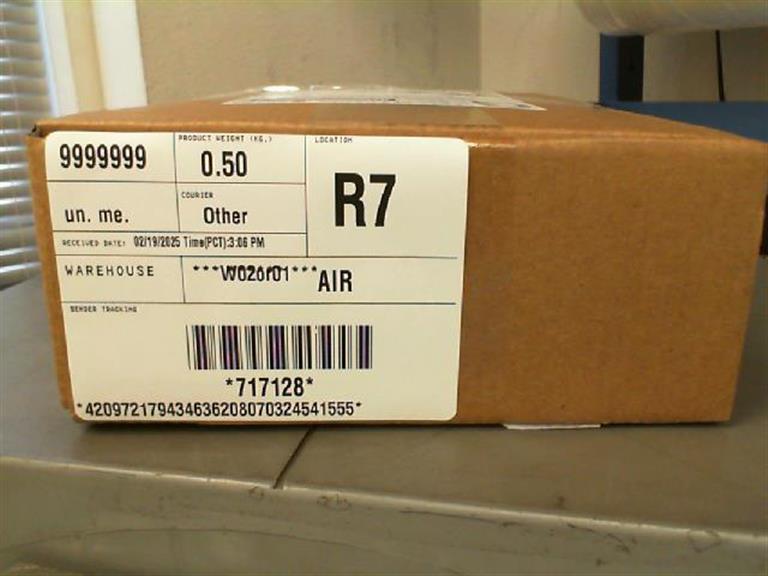 9999999
PRODUCT WEIGHT (KG.)
0.50
LOCATION
R7
un. me.
COURIER
Other
RECEIVED DATE: 02/19/2025 Time(PCT):3:06 PM
WAREHOUSE
***W02or01***AIR
SENDER TRACKING
*717128*
*420972179434636208070324541555*